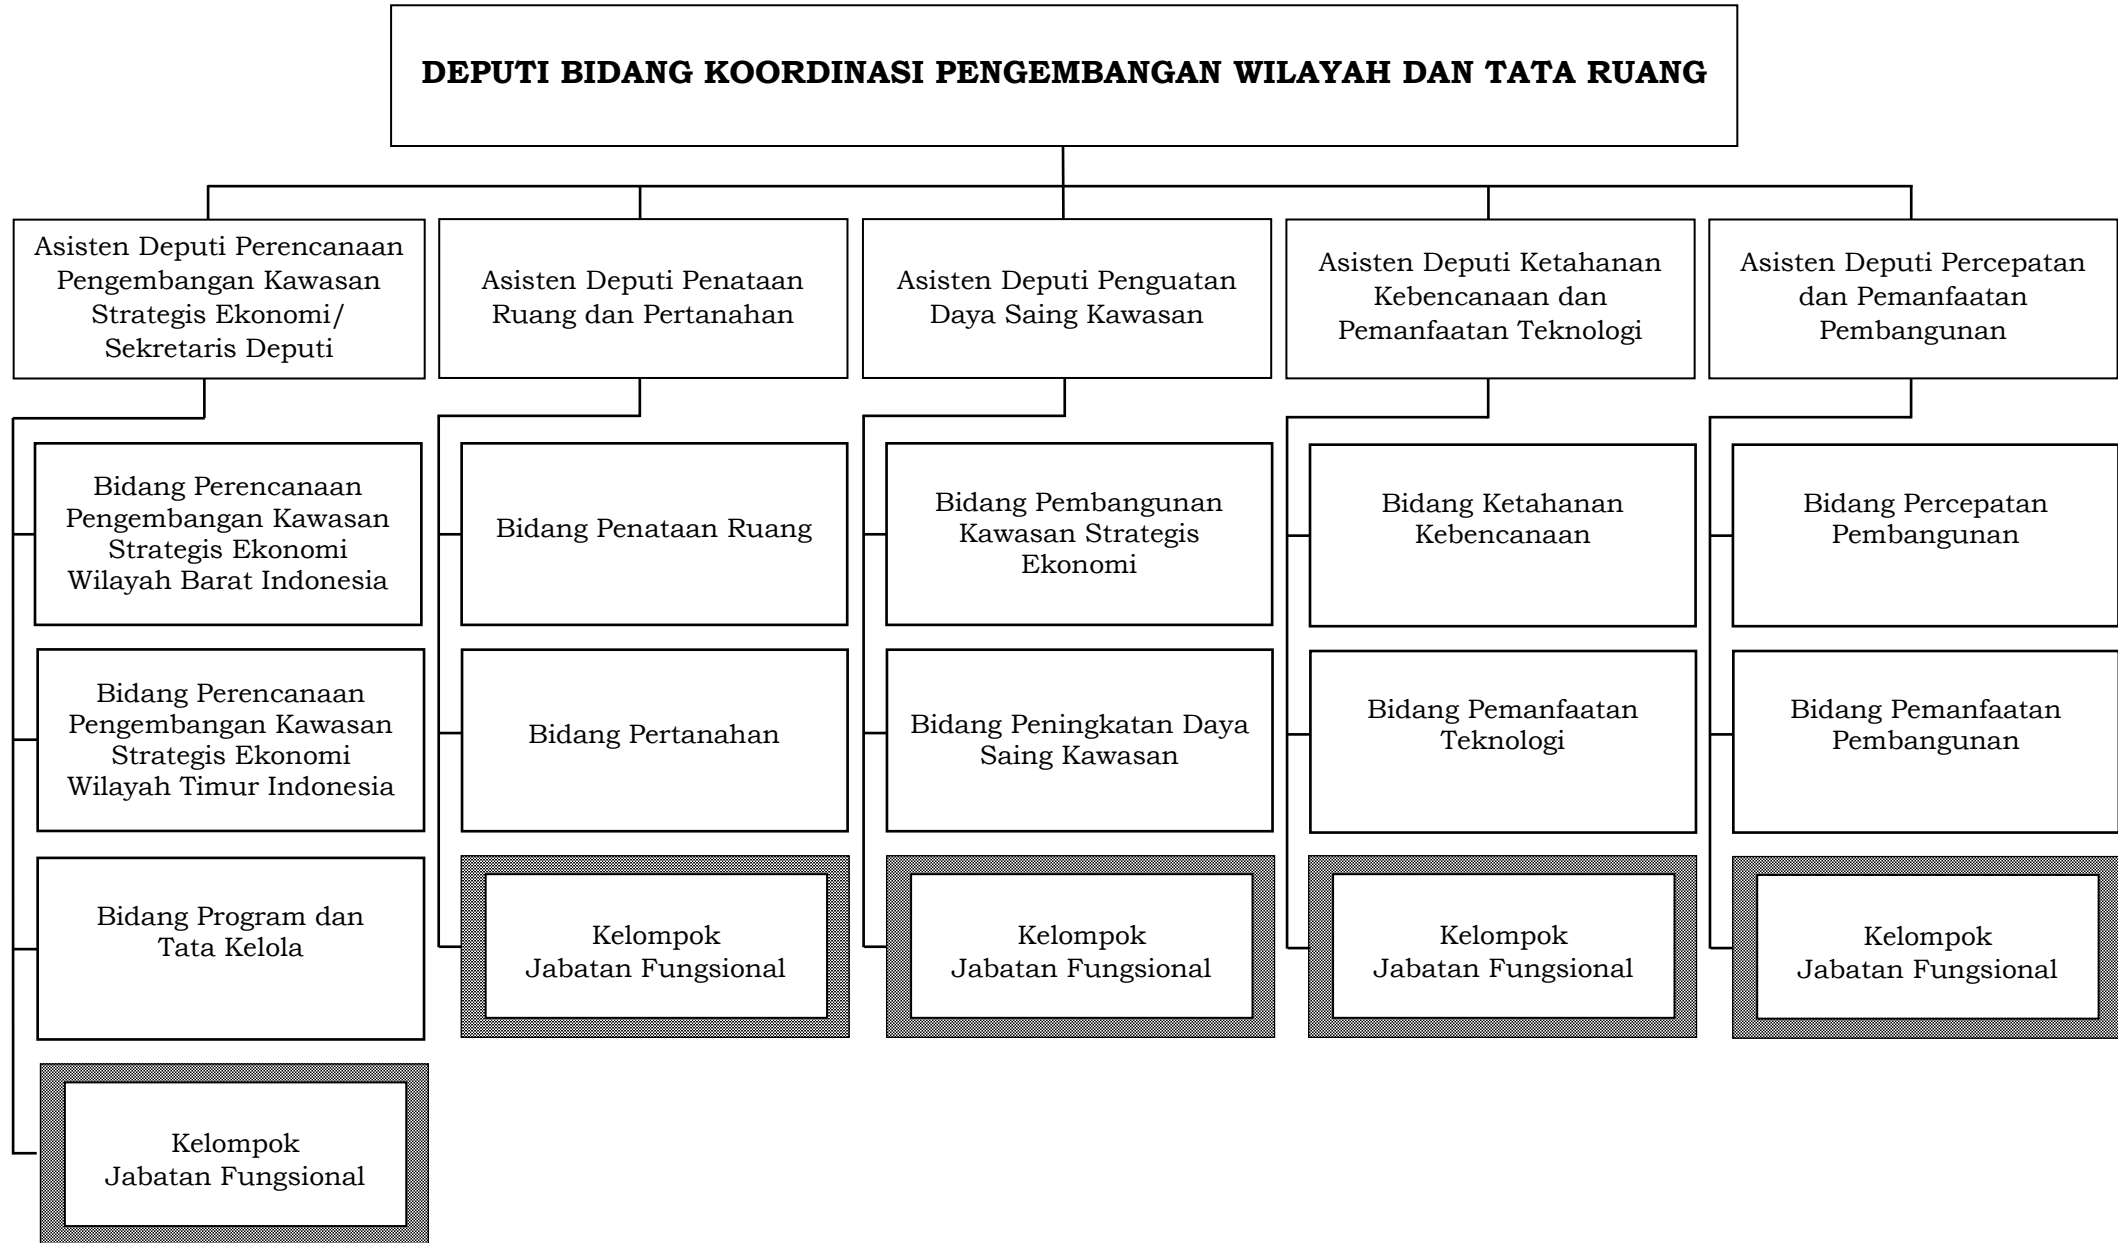 DEPUTI BIDANG KOORDINASI PENGEMBANGAN WILAYAH DAN TATA RUANG
Asisten Deputi Perencanaan
Pengembangan Kawasan
Strategis Ekonomi/
Sekretaris Deputi
Asisten Deputi Penataan
Ruang dan Pertanahan
Asisten Deputi Penguatan
Daya Saing Kawasan
Asisten Deputi Ketahanan
Kebencanaan dan
Pemanfaatan Teknologi
Asisten Deputi Percepatan
dan Pemanfaatan
Pembangunan
Bidang Perencanaan
Pengembangan Kawasan
Strategis Ekonomi
Wilayah Barat Indonesia
Bidang Penataan Ruang
Bidang Pembangunan
Kawasan Strategis
Ekonomi
Bidang Ketahanan
Kebencanaan
Bidang Percepatan
Pembangunan
Bidang Perencanaan
Pengembangan Kawasan
Strategis Ekonomi
Wilayah Timur Indonesia
Bidang Pertanahan
Bidang Peningkatan Daya
Saing Kawasan
Bidang Pemanfaatan
Teknologi
Bidang Pemanfaatan
Pembangunan
Bidang Program dan
Tata Kelola
Kelompok
Jabatan Fungsional
Kelompok
Jabatan Fungsional
Kelompok
Jabatan Fungsional
Kelompok
Jabatan Fungsional
Kelompok
Jabatan Fungsional